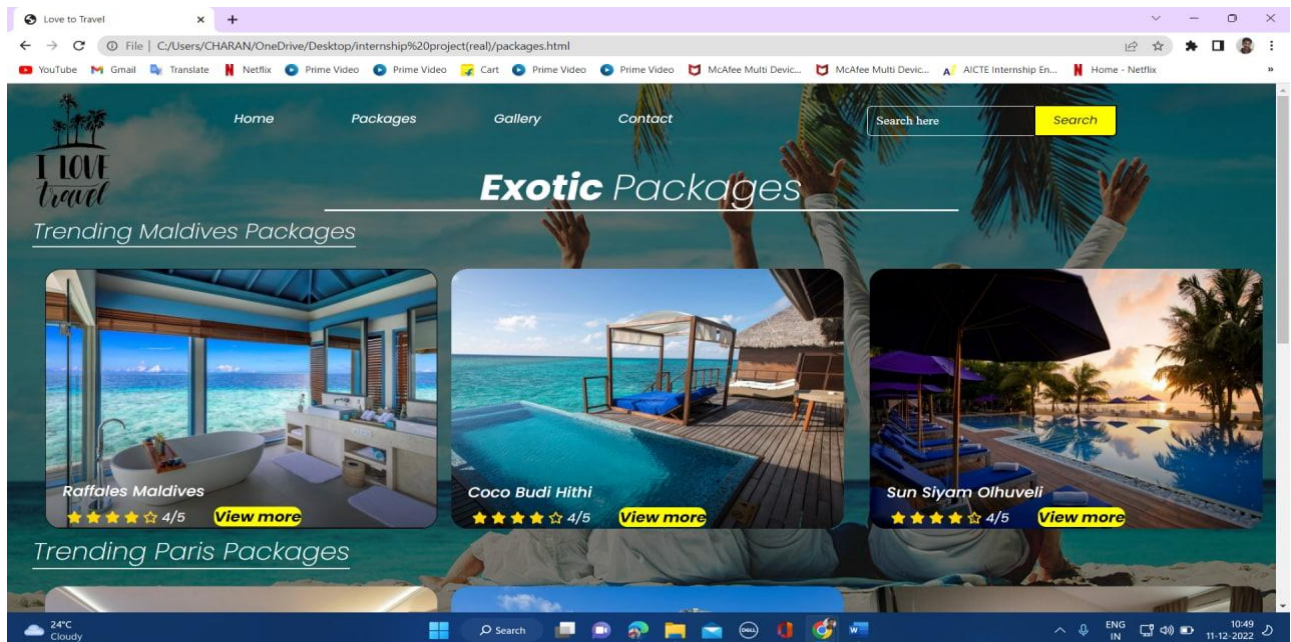 Love to Travel
File | C:/Users/CHARAN/OneDrive/Desktop/internship%20project(real)/packages.html
YouTube Gmail Translate Netflix Prime Video Prime Video Cart Prime Video Prime Video McAfee Multi Devic... McAfee Multi Devic... AICTE Internship En... Home - Netflix »
Home Packages Gallery Contact Search here Search
I LOVE
travel
Exotic Packages
Trending Maldives Packages
Raffales Maldives
4/5 View more
Coco Budi Hithi
4/5 View more
Sun Siyam Olhuveli
4/5 View more
Trending Paris Packages
24°C
Cloudy
Search
DELL
W
ENG
IN
10:49
11-12-2022